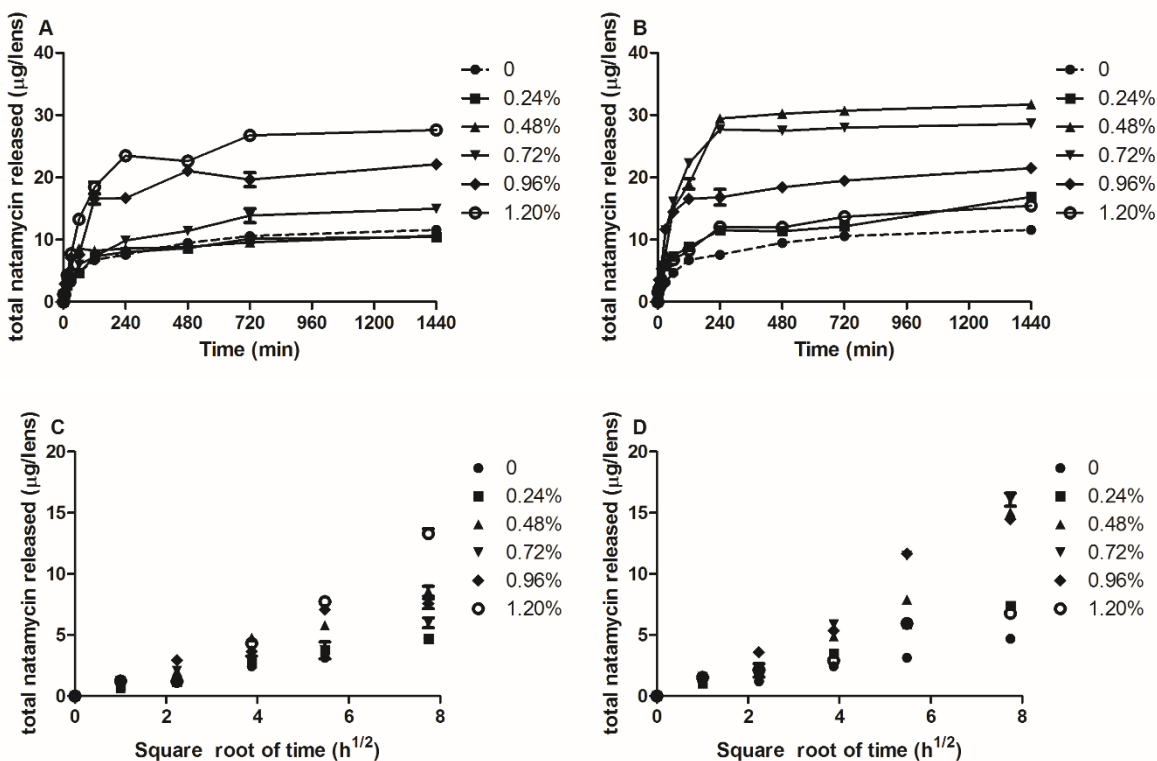 A
total natamycin released (μg/lens)
40
30
20
10
0
0 240 480 720 960 1200 1440
Time (min)
0
0.24%
0.48%
0.72%
0.96%
1.20%
B
total natamycin released (μg/lens)
40
30
20
10
0
0 240 480 720 960 1200 1440
Time (min)
0
0.24%
0.48%
0.72%
0.96%
1.20%
C
total natamycin released (μg/lens)
20
15
10
5
0
0 2 4 6 8
Square root of time (h^1/2)
0
0.24%
0.48%
0.72%
0.96%
1.20%
D
total natamycin released (μg/lens)
20
15
10
5
0
0 2 4 6 8
Square root of time (h^1/2)
0
0.24%
0.48%
0.72%
0.96%
1.20%